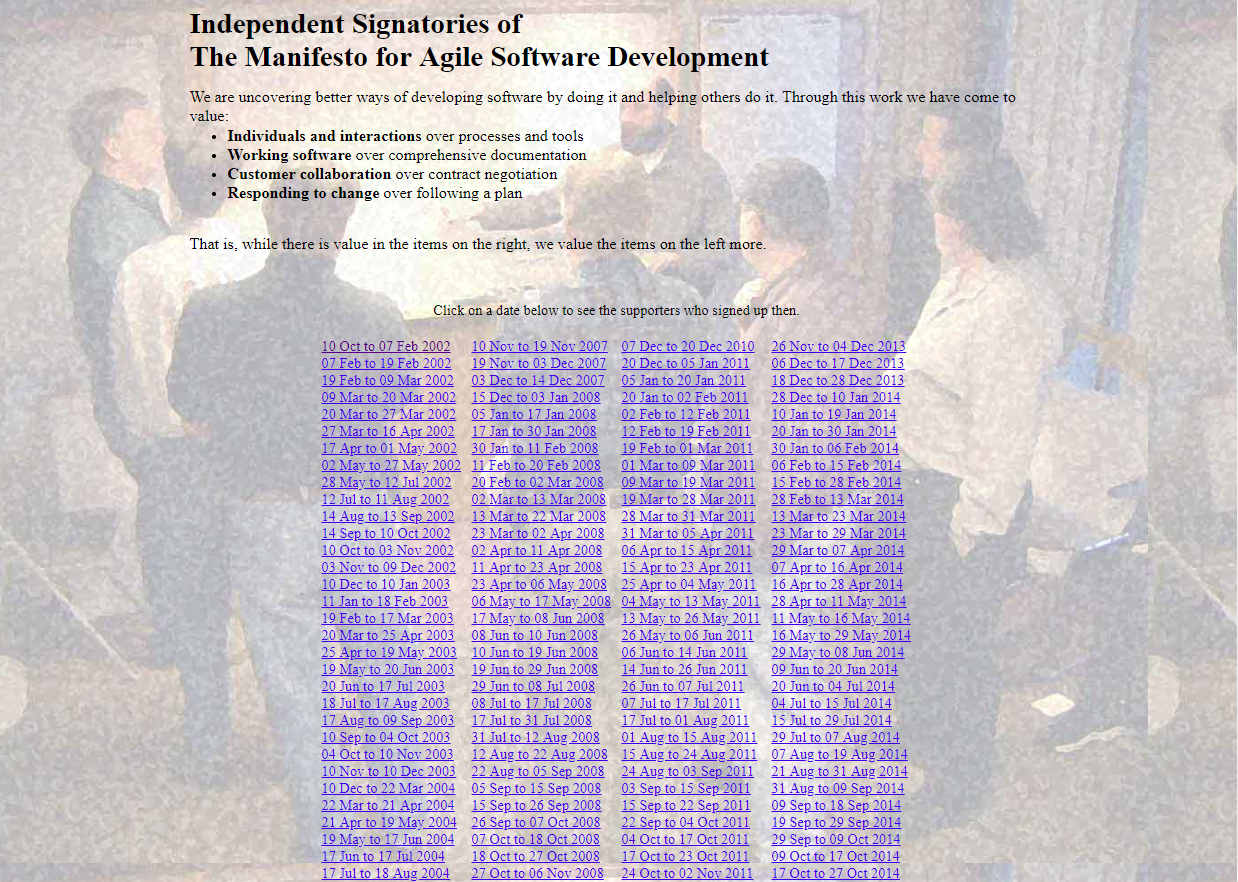 Independent Signatories of
The Manifesto for Agile Software Development
We are uncovering better ways of developing software by doing it and helping others do it. Through this work we have come to
value:
• Individuals and interactions over processes and tools
• Working software over comprehensive documentation
• Customer collaboration over contract negotiation
• Responding to change over following a plan
That is, while there is value in the items on the right, we value the items on the left more.
Click on a date below to see the supporters who signed up then.
10 Oct to 07 Feb 2002 10 Nov to 19 Nov 2007 07 Dec to 20 Dec 2010 26 Nov to 04 Dec 2013
07 Feb to 19 Feb 2002 19 Nov to 03 Dec 2007 20 Dec to 05 Jan 2011 06 Dec to 17 Dec 2013
19 Feb to 09 Mar 2002 03 Dec to 14 Dec 2007 05 Jan to 20 Jan 2011 18 Dec to 28 Dec 2013
09 Mar to 20 Mar 2002 15 Dec to 03 Jan 2008 20 Jan to 02 Feb 2011 28 Dec to 10 Jan 2014
20 Mar to 27 Mar 2002 05 Jan to 17 Jan 2008 02 Feb to 12 Feb 2011 10 Jan to 19 Jan 2014
27 Mar to 16 Apr 2002 17 Jan to 30 Jan 2008 12 Feb to 19 Feb 2011 20 Jan to 30 Jan 2014
17 Apr to 01 May 2002 30 Jan to 11 Feb 2008 19 Feb to 01 Mar 2011 30 Jan to 06 Feb 2014
02 May to 27 May 2002 11 Feb to 20 Feb 2008 01 Mar to 09 Mar 2011 06 Feb to 15 Feb 2014
28 May to 12 Jul 2002 20 Feb to 02 Mar 2008 09 Mar to 19 Mar 2011 15 Feb to 28 Feb 2014
12 Jul to 11 Aug 2002 02 Mar to 13 Mar 2008 19 Mar to 28 Mar 2011 28 Feb to 13 Mar 2014
14 Aug to 13 Sep 2002 13 Mar to 22 Mar 2008 28 Mar to 31 Mar 2011 13 Mar to 23 Mar 2014
14 Sep to 10 Oct 2002 23 Mar to 02 Apr 2008 31 Mar to 05 Apr 2011 23 Mar to 29 Mar 2014
10 Oct to 03 Nov 2002 02 Apr to 11 Apr 2008 06 Apr to 15 Apr 2011 29 Mar to 07 Apr 2014
03 Nov to 09 Dec 2002 11 Apr to 23 Apr 2008 15 Apr to 23 Apr 2011 07 Apr to 16 Apr 2014
10 Dec to 10 Jan 2003 23 Apr to 06 May 2008 25 Apr to 04 May 2011 16 Apr to 28 Apr 2014
11 Jan to 18 Feb 2003 06 May to 17 May 2008 04 May to 13 May 2011 28 Apr to 11 May 2014
19 Feb to 17 Mar 2003 17 May to 08 Jun 2008 13 May to 26 May 2011 11 May to 16 May 2014
20 Mar to 25 Apr 2003 08 Jun to 10 Jun 2008 26 May to 06 Jun 2011 16 May to 29 May 2014
25 Apr to 19 May 2003 10 Jun to 19 Jun 2008 06 Jun to 14 Jun 2011 29 May to 08 Jun 2014
19 May to 20 Jun 2003 19 Jun to 29 Jun 2008 14 Jun to 26 Jun 2011 09 Jun to 20 Jun 2014
20 Jun to 17 Jul 2003 29 Jun to 08 Jul 2008 26 Jun to 07 Jul 2011 20 Jun to 04 Jul 2014
18 Jul to 17 Aug 2003 08 Jul to 17 Jul 2008 07 Jul to 17 Jul 2011 04 Jul to 15 Jul 2014
17 Aug to 09 Sep 2003 17 Jul to 31 Jul 2008 17 Jul to 01 Aug 2011 15 Jul to 29 Jul 2014
10 Sep to 04 Oct 2003 31 Jul to 12 Aug 2008 01 Aug to 15 Aug 2011 29 Jul to 07 Aug 2014
04 Oct to 10 Nov 2003 12 Aug to 22 Aug 2008 15 Aug to 24 Aug 2011 07 Aug to 19 Aug 2014
10 Nov to 10 Dec 2003 22 Aug to 05 Sep 2008 24 Aug to 03 Sep 2011 21 Aug to 31 Aug 2014
10 Dec to 22 Mar 2004 05 Sep to 15 Sep 2008 03 Sep to 15 Sep 2011 31 Aug to 09 Sep 2014
22 Mar to 21 Apr 2004 15 Sep to 26 Sep 2008 15 Sep to 22 Sep 2011 09 Sep to 18 Sep 2014
21 Apr to 19 May 2004 26 Sep to 07 Oct 2008 22 Sep to 04 Oct 2011 19 Sep to 29 Sep 2014
19 May to 17 Jun 2004 07 Oct to 18 Oct 2008 04 Oct to 17 Oct 2011 29 Sep to 09 Oct 2014
17 Jun to 17 Jul 2004 18 Oct to 27 Oct 2008 17 Oct to 23 Oct 2011 09 Oct to 17 Oct 2014
17 Jul to 18 Aug 2004 27 Oct to 06 Nov 2008 24 Oct to 02 Nov 2011 17 Oct to 27 Oct 2014